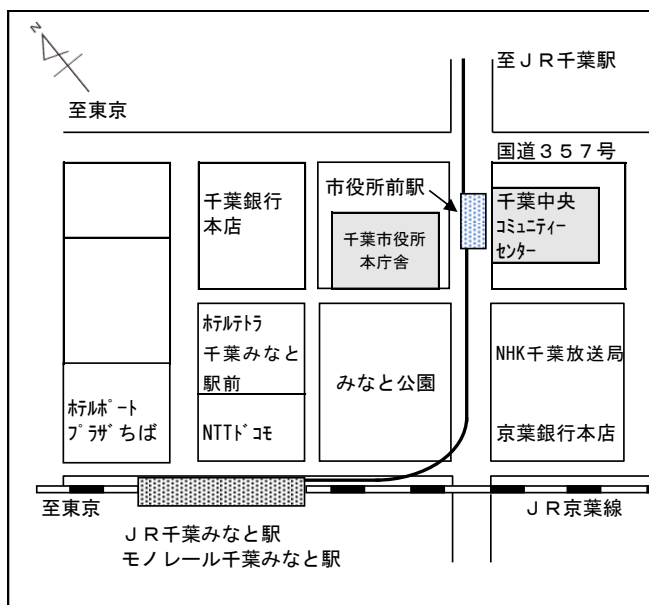 N
至ＪＲ千葉駅
至東京
国道３５７号
市役所前駅
千葉銀行
本店
千葉市役所
本庁舎
千葉中央
ｺﾐｭﾆﾃｨｰ
ｾﾝﾀｰ
ﾎﾃﾙﾃﾄﾗ
千葉みなと
駅前
みなと公園
NHK千葉放送局
ﾎﾃﾙﾎﾟｰﾄ
ﾌﾟﾗｻﾞちば
NTTﾄﾞｺﾓ
京葉銀行本店
至東京
ＪＲ京葉線
ＪＲ千葉みなと駅
モノレール千葉みなと駅